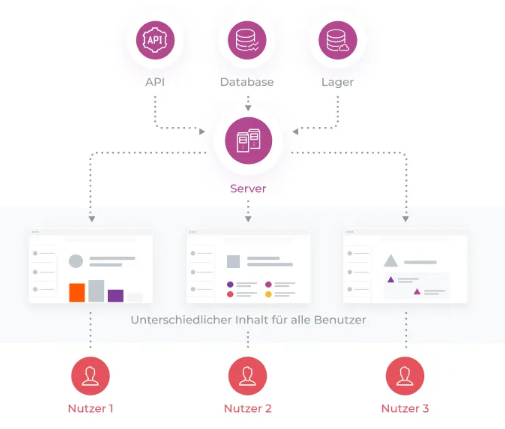 API
API
Database
Lager
Server
Unterschiedlicher Inhalt für alle Benutzer
Nutzer 1
Nutzer 2
Nutzer 3